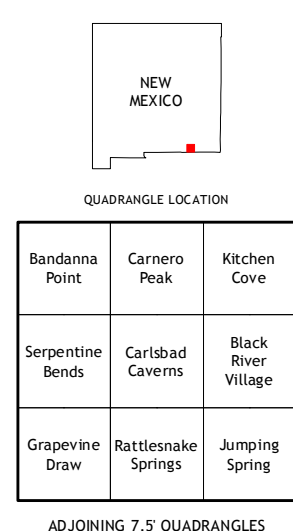 NEW
MEXICO
QUADRANGLE LOCATION
Bandanna
Point
Carnero
Peak
Kitchen
Cove
Serpentine
Bends
Carlsbad
Caverns
Black
River
Village
Grapevine
Draw
Rattlesnake
Springs
Jumping
Spring
ADJOINING 7.5' QUADRANGLES